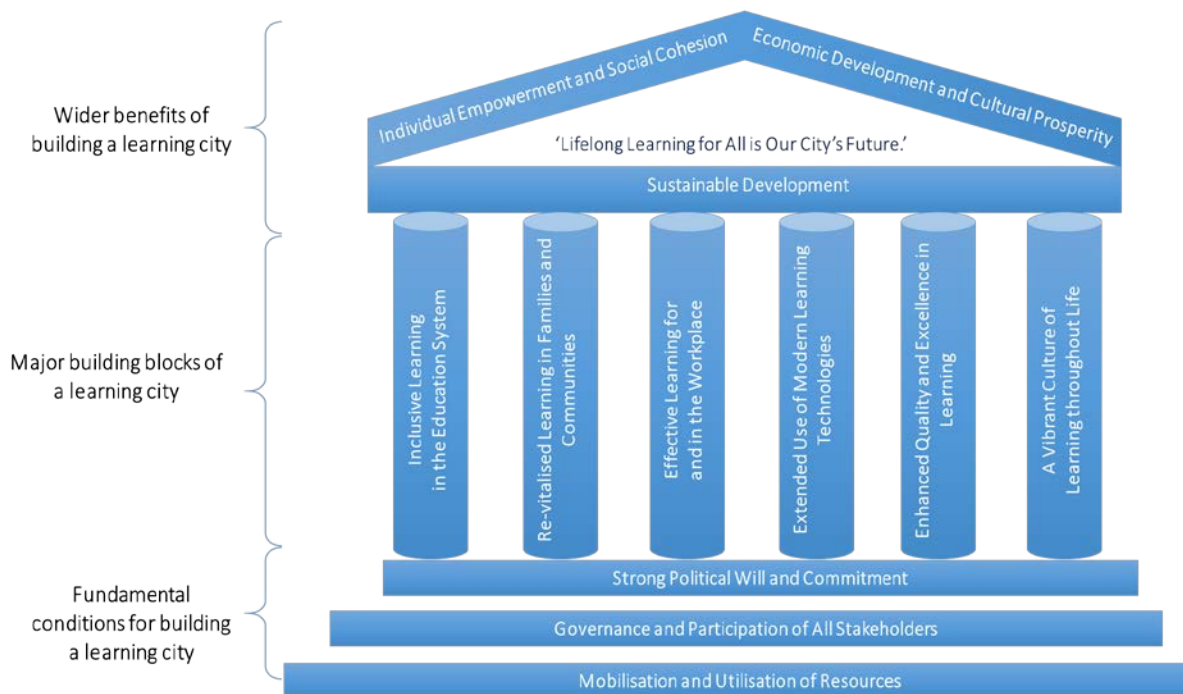 Wider benefits of
building a learning city
Individual Empowerment and Social Cohesion
Economic Development and Cultural Prosperity
‘Lifelong Learning for All is Our City’s Future.’
Sustainable Development
Major building blocks of
a learning city
Inclusive Learning
in the Education System
Re-vitalised Learning in Families and
Communities
Effective Learning for
and in the Workplace
Extended Use of Modern Learning
Technologies
Enhanced Quality and Excellence in
Learning
A Vibrant Culture of
Learning throughout Life
Fundamental
conditions for building
a learning city
Strong Political Will and Commitment
Governance and Participation of All Stakeholders
Mobilisation and Utilisation of Resources